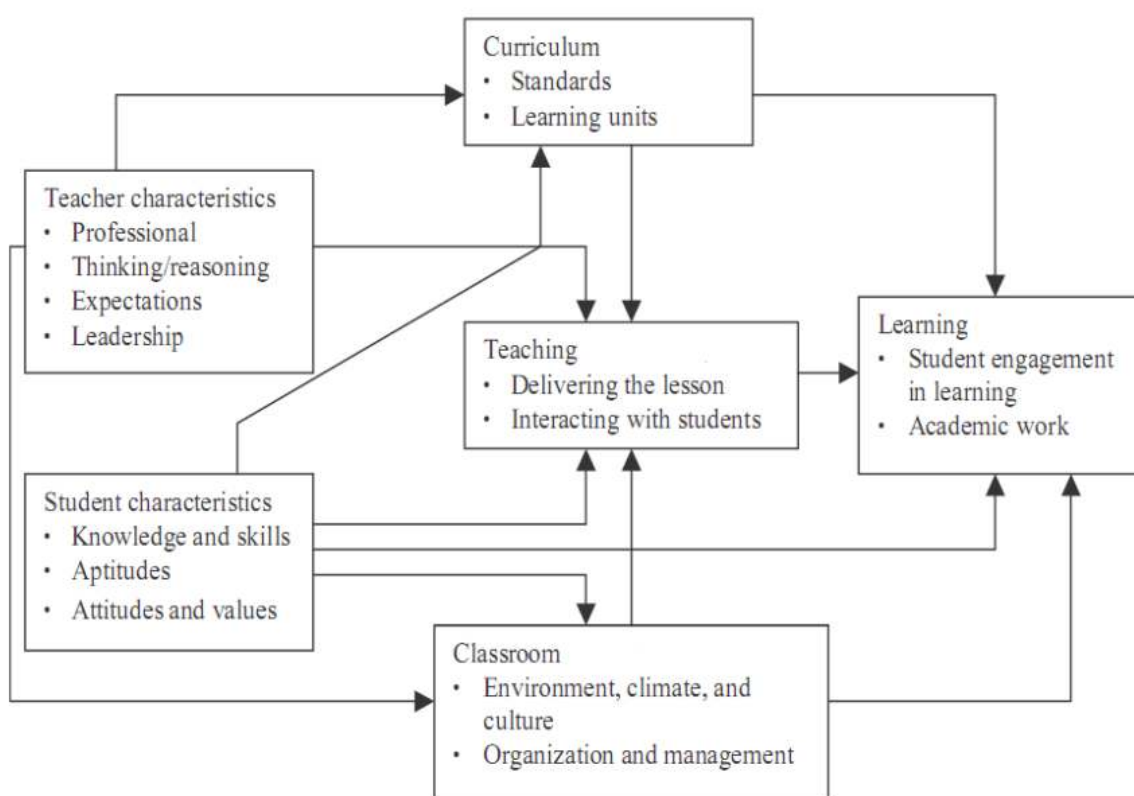 Curriculum
• Standards
• Learning units
Teacher characteristics
• Professional
• Thinking/reasoning
• Expectations
• Leadership
Teaching
• Delivering the lesson
• Interacting with students
Learning
• Student engagement
in learning
• Academic work
Student characteristics
• Knowledge and skills
• Aptitudes
• Attitudes and values
Classroom
• Environment, climate, and
culture
• Organization and management